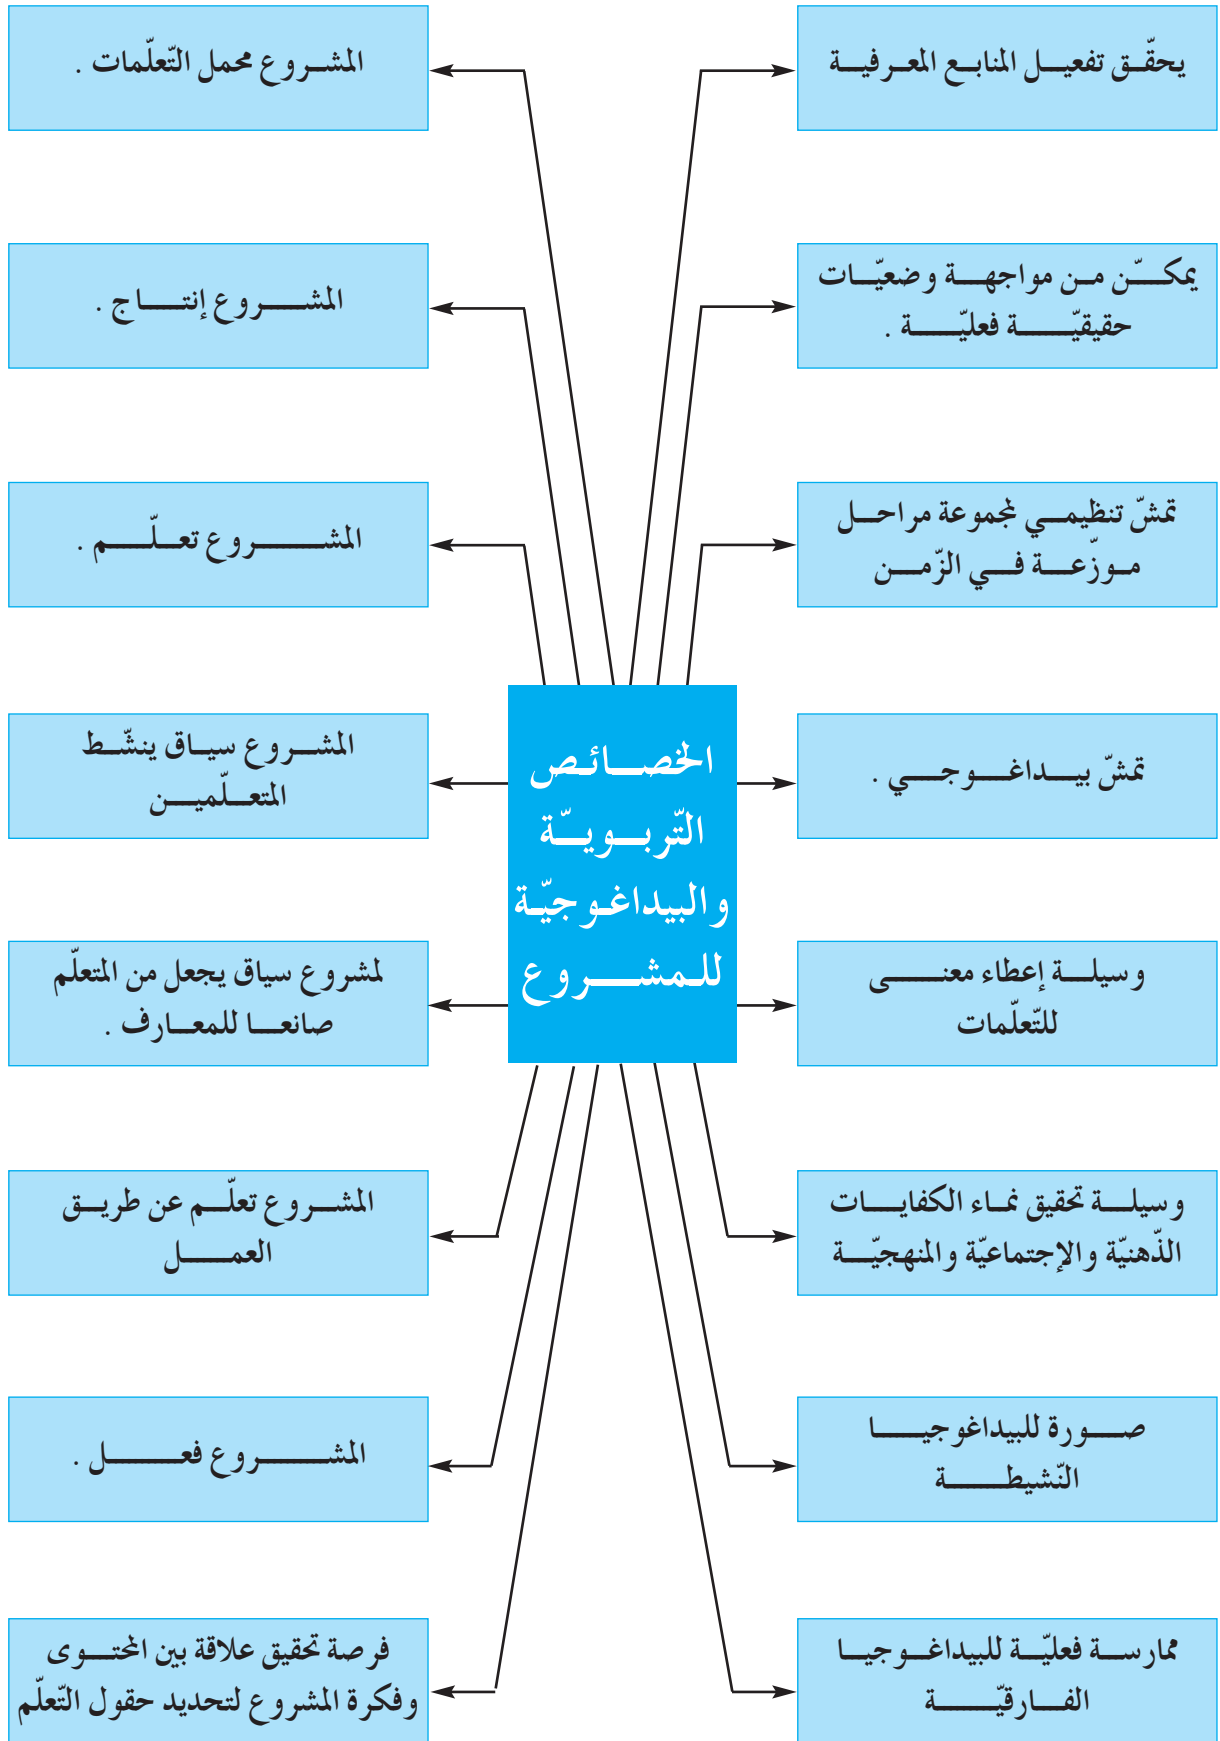 يحقّق تفعيل المنابع المعرفية
المشروع محمل التّعلّمات .
يمكّن من مواجهة وضعيّات
حقيقيّة فعليّة .
المشروع إنتاج .
تمشّ تنظيمي لمجموعة مراحل
موزّعة في الزّمن
المشروع تعلّم .
الخصائص
التّربويّة
والبيداغوجيّة
للمشروع
تمشّ بيداغوجي .
المشروع سياق ينشّط
المتعلّمين
وسيلة إعطاء معنى
للتّعلّمات
لمشروع سياق يجعل من المتعلّم
صانعا للمعارف .
وسيلة تحقيق نماء الكفايات
الذّهنيّة والإجتماعيّة والمنهجيّة
المشروع تعلّم عن طريق
العمل
صورة للبيداغوجيا
النّشيطة
المشروع فعل .
ممارسة فعليّة للبيداغوجيا
الفارقيّة
فرصة تحقيق علاقة بين المحتوى
وفكرة المشروع لتحديد حقول التّعلّم